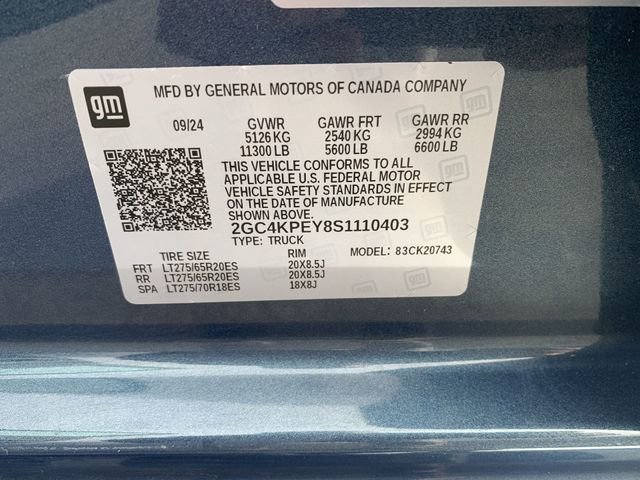 gm
MFD BY GENERAL MOTORS OF CANADA COMPANY
09/24 GVWR GAWR FRT GAWR RR
5126 KG 2540 KG 2994 KG
11300 LB 5600 LB 6600 LB
THIS VEHICLE CONFORMS TO ALL
APPLICABLE U.S. FEDERAL MOTOR
VEHICLE SAFETY STANDARDS IN EFFECT
ON THE DATE OF MANUFACTURE
SHOWN ABOVE.
2GC4KPEY8S1110403
TYPE: TRUCK MODEL: 83CK20743
TIRE SIZE RIM
FRT LT275/65R20ES 20X8.5J
RR LT275/65R20ES 20X8.5J
SPA LT275/70R18ES 18X8J